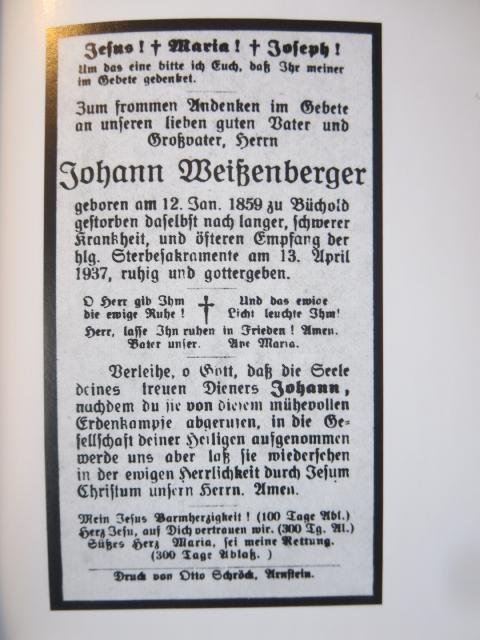 Jesus! † Maria! † Joseph!
Um das eine bitte ich Euch, daß Ihr meiner
im Gebete gedenket.
Zum frommen Andenken im Gebete
an unseren lieben guten Vater und
Großvater, Herrn
Johann Weißenberger
geboren am 12. Jan. 1859 zu Büchold
gestorben daselbst nach langer, schwerer
Krankheit, und öfteren Empfang der
hlg. Sterbesakramente am 13. April
1937, ruhig und gottergeben.
O Herr gib Ihm † Und das ewige
die ewige Ruhe! Licht leuchte Ihm!
Herr, lasse Ihn ruhen in Frieden! Amen.
Vater unser. Ave Maria.
Verleihe, o Gott, daß die Seele
deines treuen Dieners Johann,
nachdem du sie von diesem mühevollen
Erdenkampfe abgerufen, in die Ge-
sellschaft deiner Heiligen aufgenommen
werde uns aber laß sie wiedersehen
in der ewigen Herrlichkeit durch Jesum
Christum unsern Herrn. Amen.
Mein Jesus Barmherzigkeit! (100 Tage Abl.)
Herz Jesu, auf Dich vertrauen wir. (300 Tg. Al.)
Süßes Herz Maria, sei meine Rettung.
(300 Tage Ablaß.)
Druck von Otto Schröck, Arnstein.